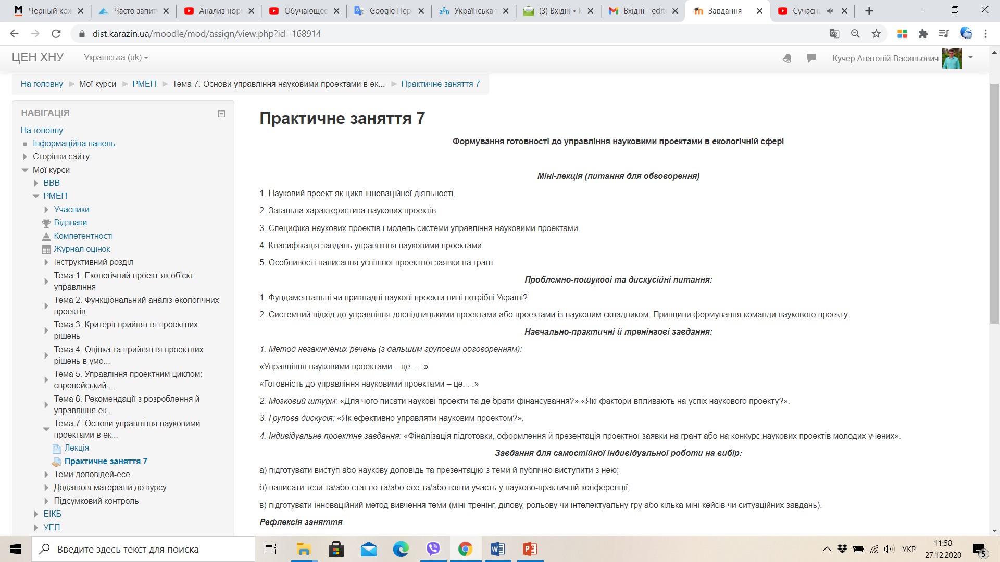 Черный кож
Часто запит
Анализ нор
Обучающее
Google Пер
Українська
(3) Вхідні • k
Вхідні - edit
Завдання
Сучасні
dist.karazin.ua/moodle/mod/assign/view.php?id=168914
ЦЕН ХНУ
Українська (uk)
Кучер Анатолій Васильович
На головну
Мої курси
РМЕП
Тема 7. Основи управління науковими проектами в ек...
Практичне заняття 7
НАВІГАЦІЯ
На головну
Інформаційна панель
Сторінки сайту
Мої курси
ВВВ
РМЕП
Учасники
Відзнаки
Компетентності
Журнал оцінок
Інструктивний розділ
Тема 1. Екологічний проект як об’єкт
управління
Тема 2. Функціональний аналіз екологічних
проектів
Тема 3. Критерії прийняття проектних
рішень
Тема 4. Оцінка та прийняття проектних
рішень в умо...
Тема 5. Управління проектним циклом:
європейський ...
Тема 6. Рекомендації з розроблення й
управління ек...
Тема 7. Основи управління науковими
проектами в ек...
Лекція
Практичне заняття 7
Теми доповідей-есе
Додаткові матеріали до курсу
Підсумковий контроль
ЕІКБ
УЕП
Практичне заняття 7
Формування готовності до управління науковими проектами в екологічній сфері
Міні-лекція (питання для обговорення)
1. Науковий проект як цикл інноваційної діяльності.
2. Загальна характеристика наукових проектів.
3. Специфіка наукових проектів і модель системи управління науковими проектами.
4. Класифікація завдань управління науковими проектами.
5. Особливості написання успішної проектної заявки на грант.
Проблемно-пошукові та дискусійні питання:
1. Фундаментальні чи прикладні наукові проекти нині потрібні Україні?
2. Системний підхід до управління дослідницькими проектами або проектами із науковим складником. Принципи формування команди наукового проекту.
Навчально-практичні й тренінгові завдання:
1. Метод незакінчених речень (з дальшим груповим обговоренням):
«Управління науковими проектами – це . . .»
«Готовність до управління науковими проектами – це. . .»
2. Мозковий штурм: «Для чого писати наукові проекти та де брати фінансування?» «Які фактори впливають на успіх наукового проекту?».
3. Групова дискусія: «Як ефективно управляти науковим проектом?».
4. Індивідуальне проектне завдання: «Фіналізація підготовки, оформлення й презентація проектної заявки на грант або на конкурс наукових проектів молодих учених».
Завдання для самостійної індивідуальної роботи на вибір:
а) підготувати виступ або наукову доповідь та презентацію з теми й публічно виступити з нею;
б) написати тези та/або статтю та/або есе та/або взяти участь у науково-практичній конференції;
в) підготувати інноваційний метод вивчення теми (міні-тренінг, ділову, рольову чи інтелектуальну гру або кілька міні-кейсів чи ситуаційних завдань).
Рефлексія заняття
Введите здесь текст для поиска
УКР
11:58
27.12.2020
5